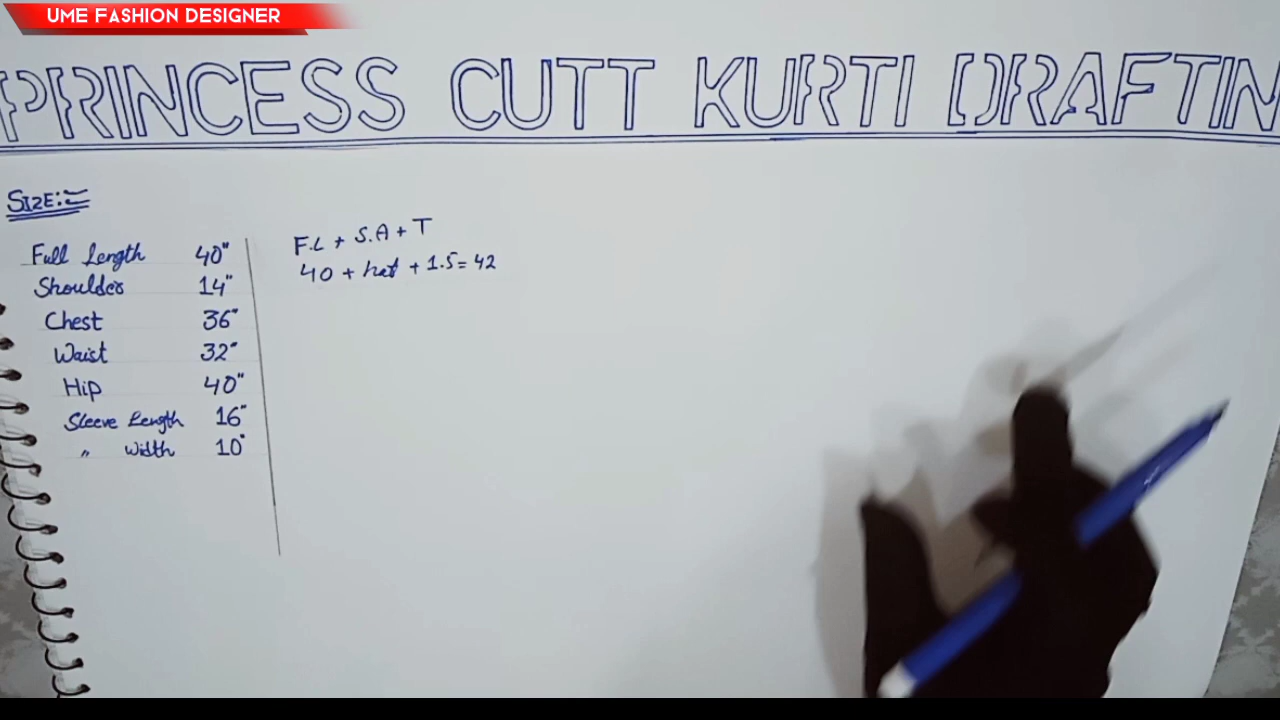 UME FASHION DESIGNER
PRINCESS CUTT KURTI DRAFTIN
SIZE:
Full Length 40"
Shoulder 14"
Chest 36"
Waist 32"
Hip 40"
Sleeve Length 16"
" Width 10"
F.L + S.A + T
40 + + 1.5 = 42